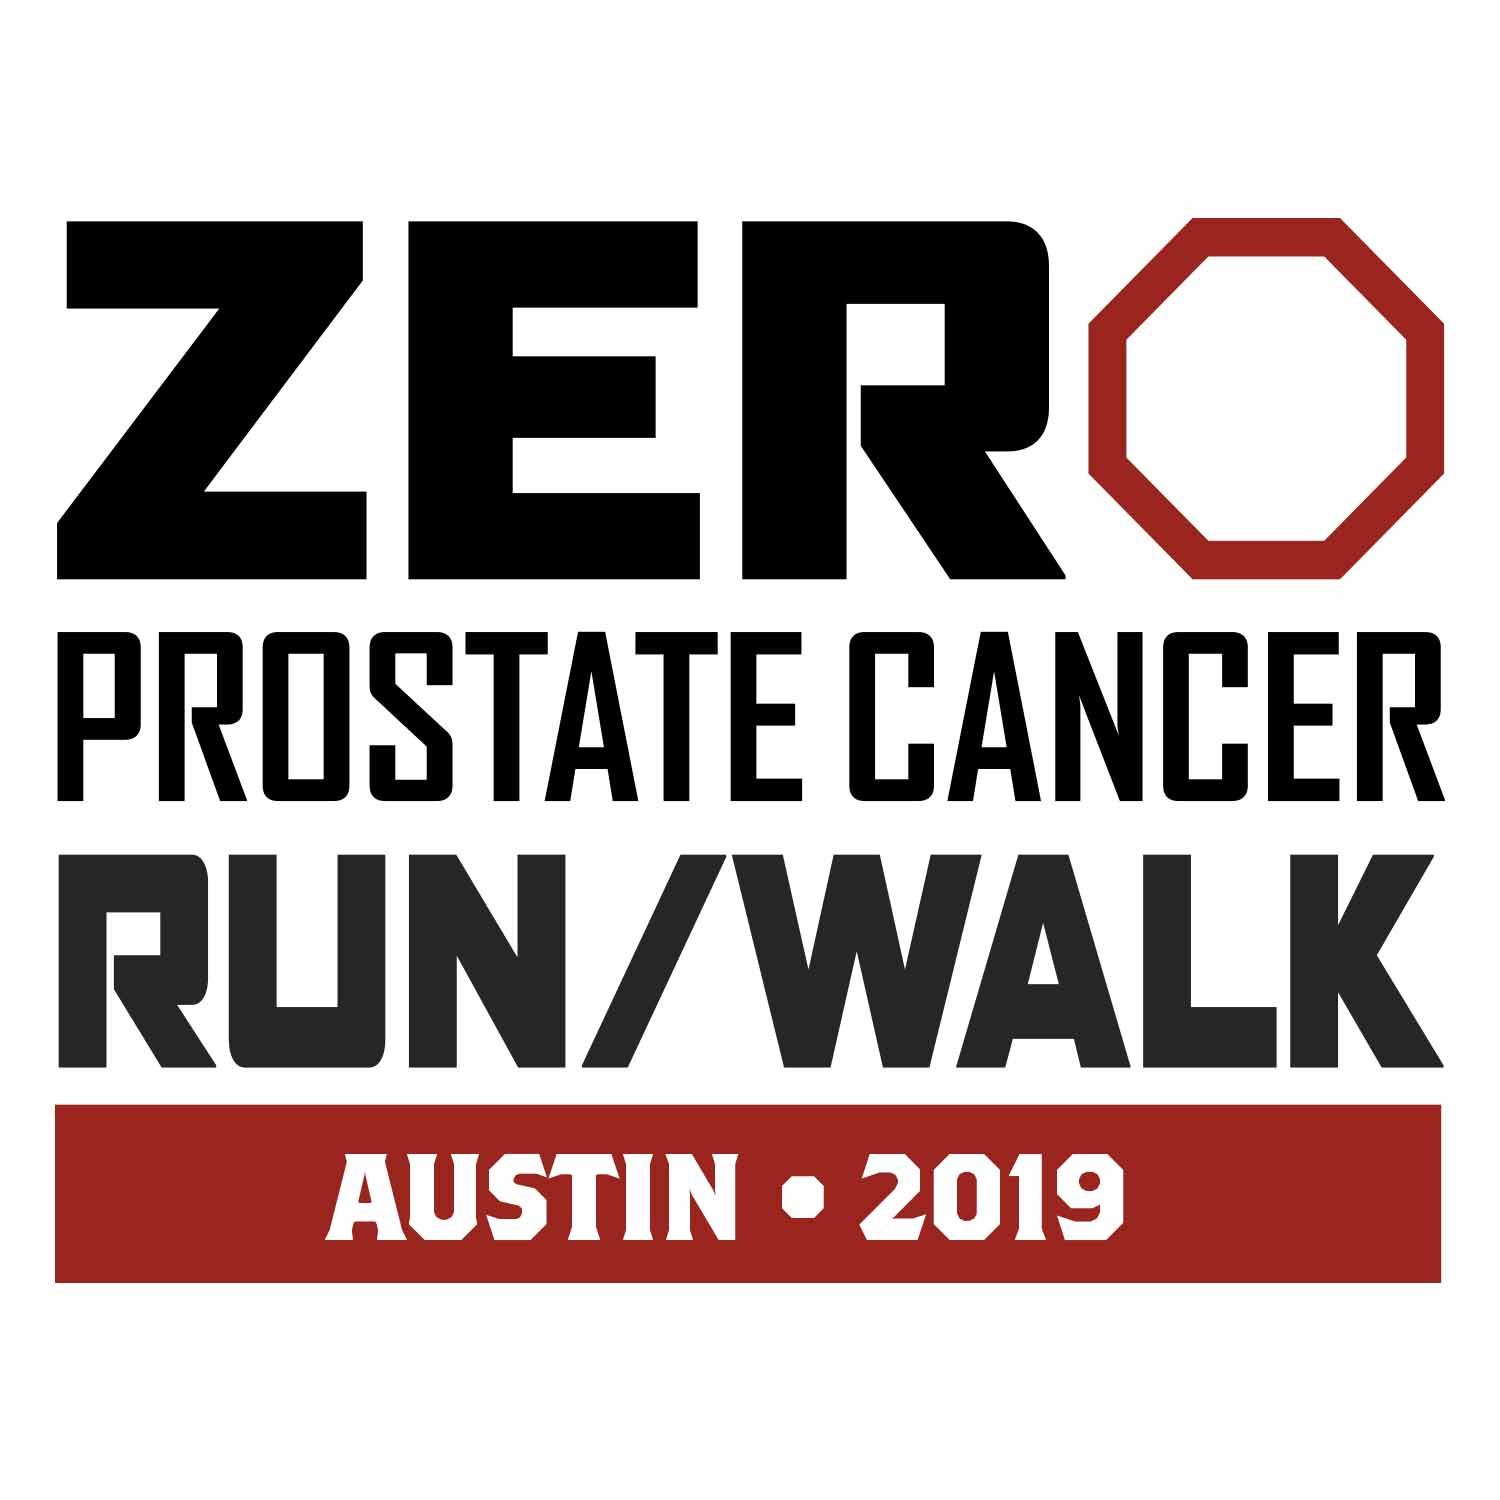 ZERO
PROSTATE CANCER
RUN/WALK
AUSTIN • 2019